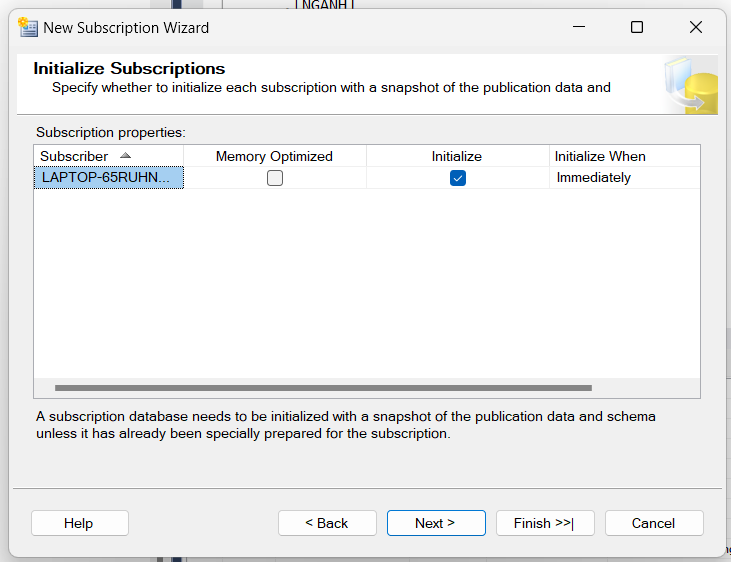 [NGANH]
New Subscription Wizard
Initialize Subscriptions
Specify whether to initialize each subscription with a snapshot of the publication data and
Subscription properties:
Subscriber Memory Optimized Initialize Initialize When
LAPTOP-65RUHN... Immediately
A subscription database needs to be initialized with a snapshot of the publication data and schema
unless it has already been specially prepared for the subscription.
Help < Back Next > Finish >>| Cancel